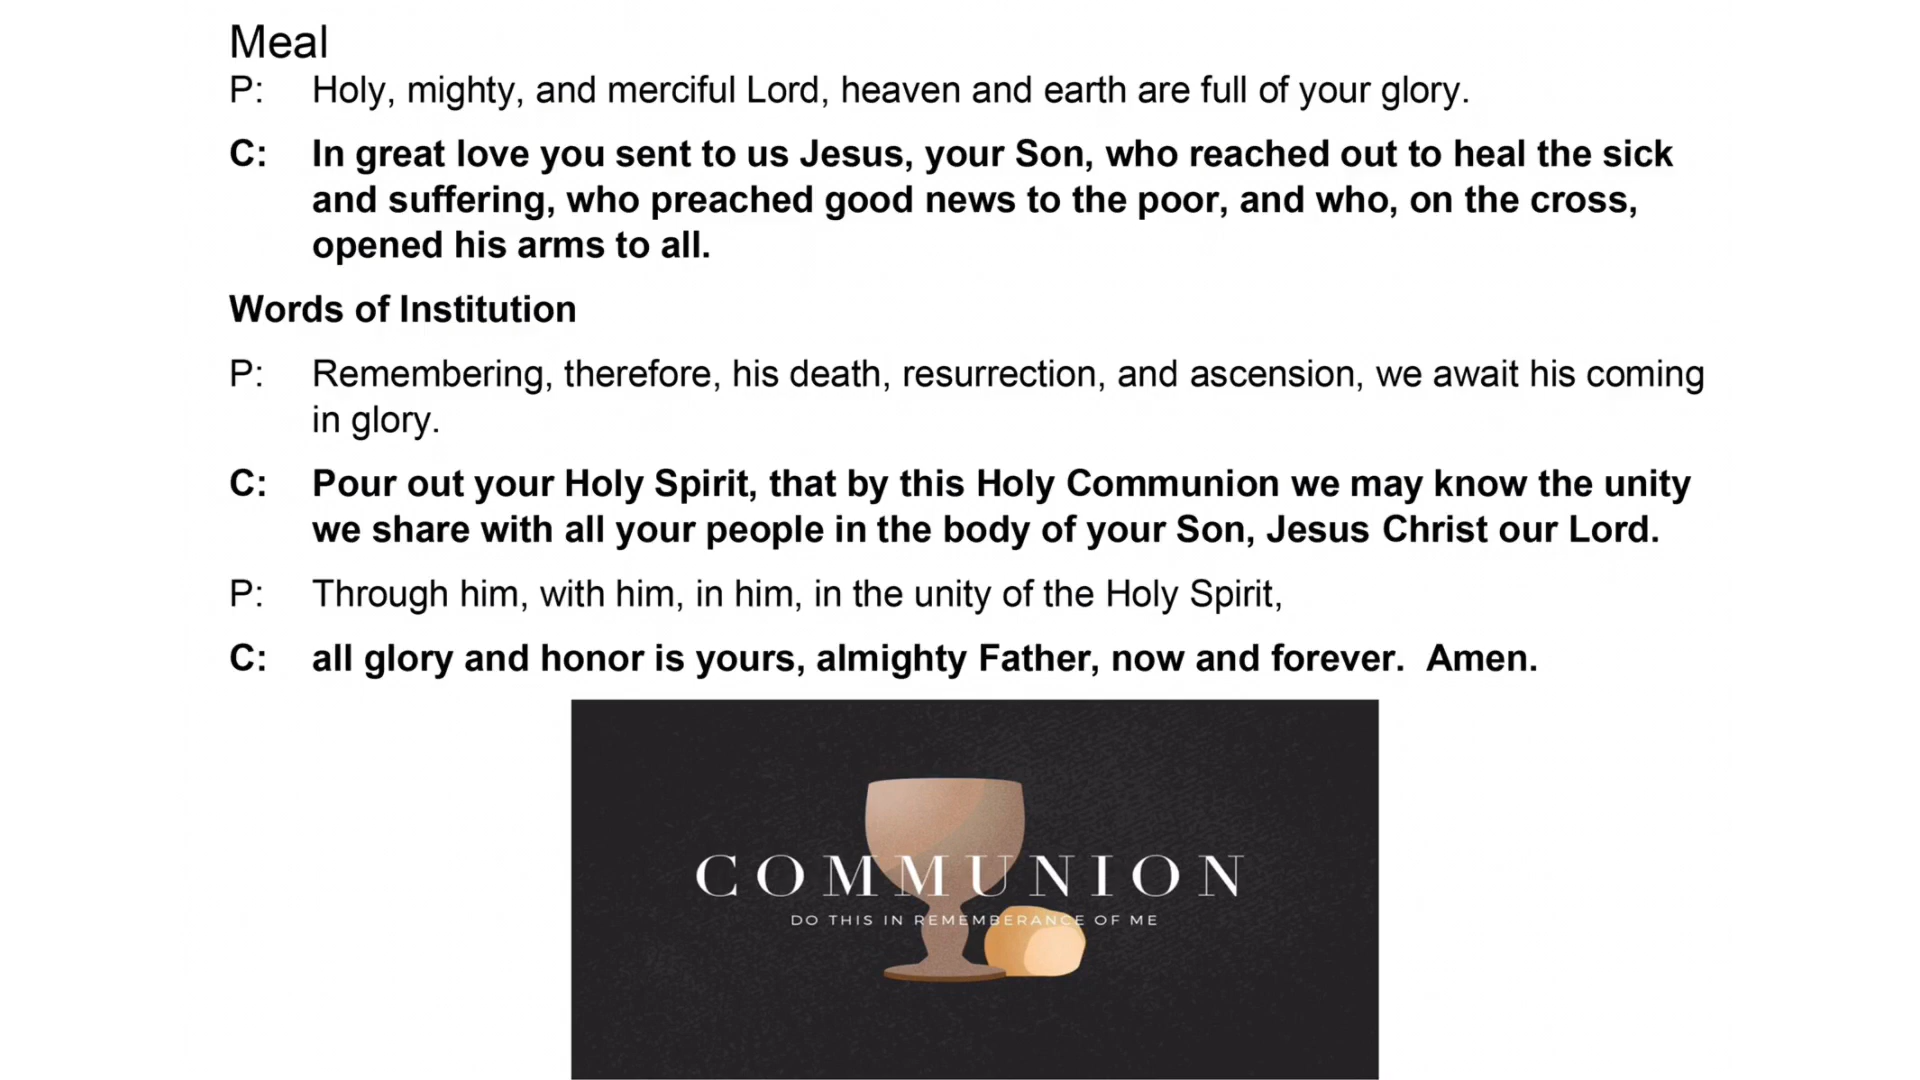 Meal
P: Holy, mighty, and merciful Lord, heaven and earth are full of your glory.
C: In great love you sent to us Jesus, your Son, who reached out to heal the sick
and suffering, who preached good news to the poor, and who, on the cross,
opened his arms to all.
Words of Institution
P: Remembering, therefore, his death, resurrection, and ascension, we await his coming
in glory.
C: Pour out your Holy Spirit, that by this Holy Communion we may know the unity
we share with all your people in the body of your Son, Jesus Christ our Lord.
P: Through him, with him, in him, in the unity of the Holy Spirit,
C: all glory and honor is yours, almighty Father, now and forever.  Amen.
COMMUNION
DO THIS IN REMEMBERANCE OF ME